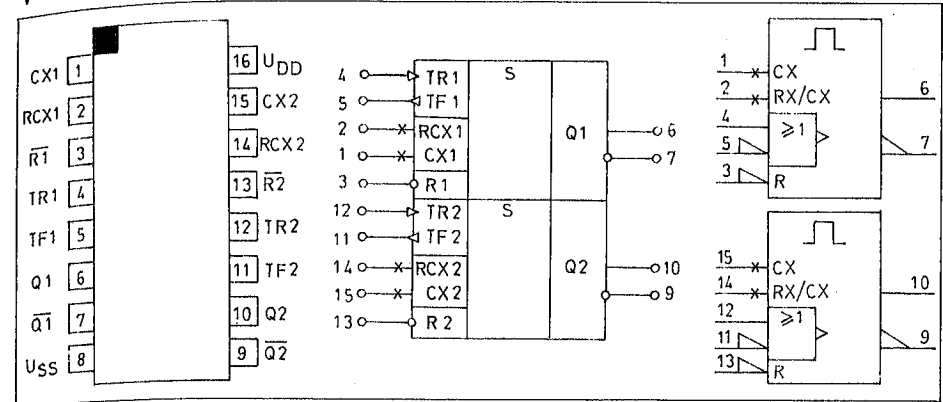 CX1 1
RCX1 2
R1 3
TR1 4
TF1 5
Q1 6
Q1 7
USS 8
16 UDD
15 CX2
14 RCX2
13 R2
12 TR2
11 TF2
10 Q2
9 Q2
4 TR1 S
5 TF1
2 RCX1 Q1 6
1 CX1 7
3 R1
12 TR2 S
11 TF2
14 RCX2 Q2 10
15 CX2 9
13 R2
1 CX
2 RX/CX 6
4 ≥1
5 7
3 R
15 CX
14 RX/CX 10
12 ≥1
11 9
13 R